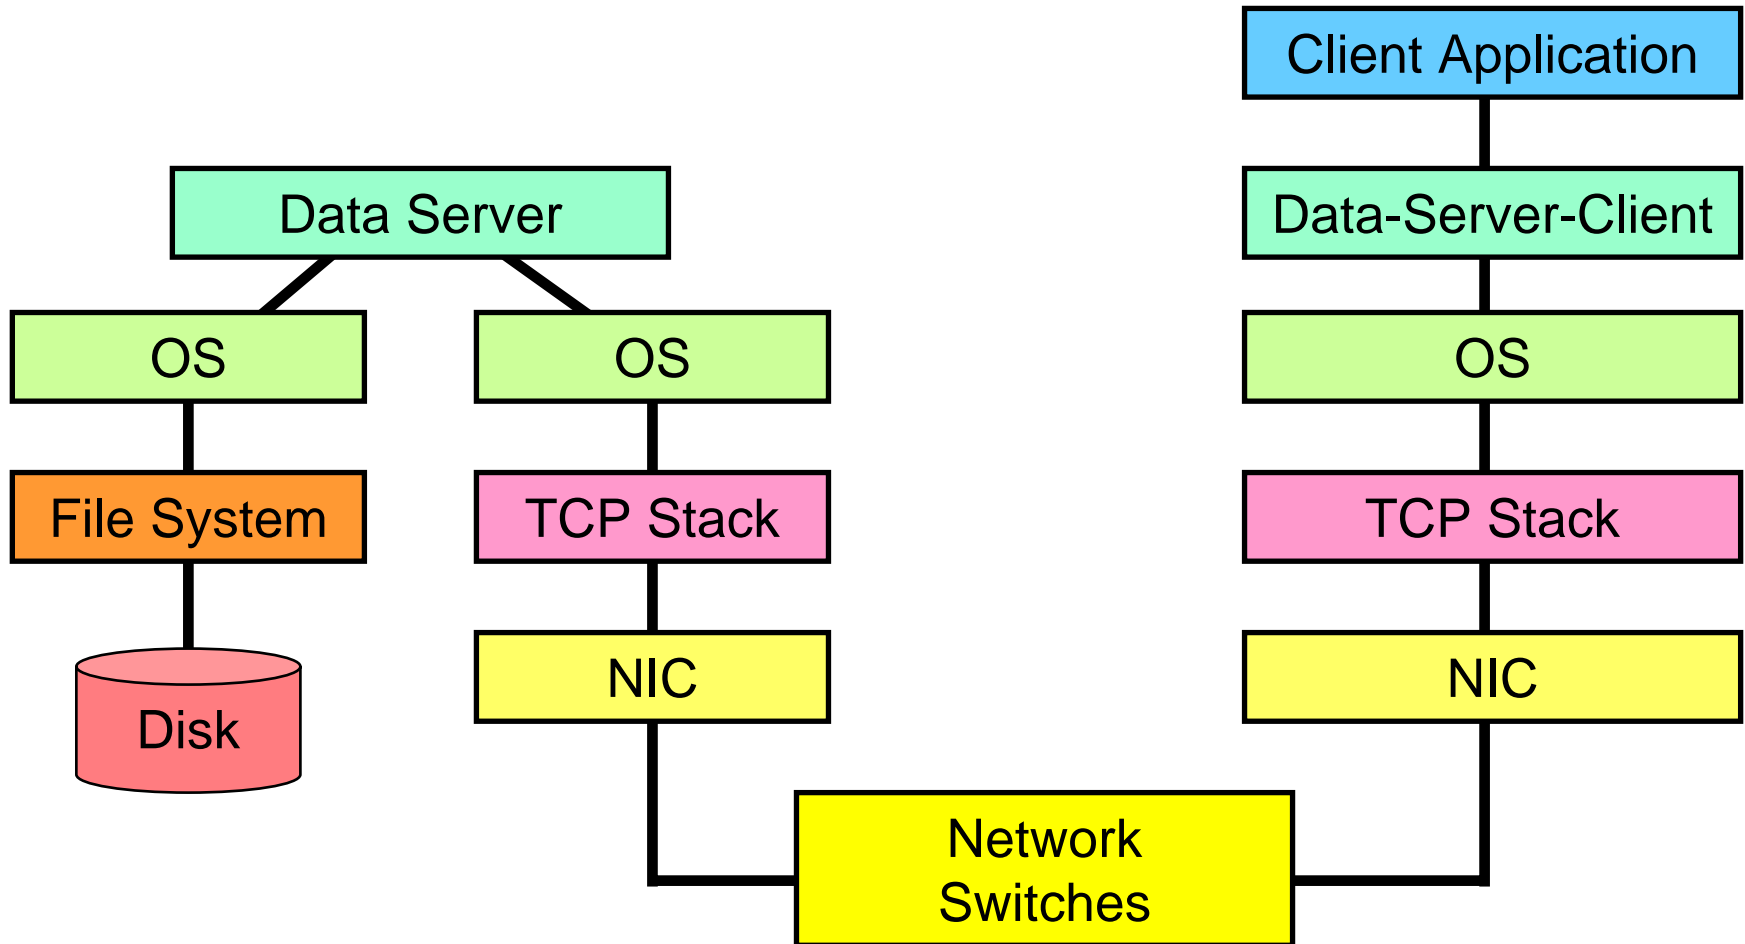 Client Application
Data Server
Data-Server-Client
OS
OS
OS
File System
TCP Stack
TCP Stack
NIC
NIC
Disk
Network
Switches